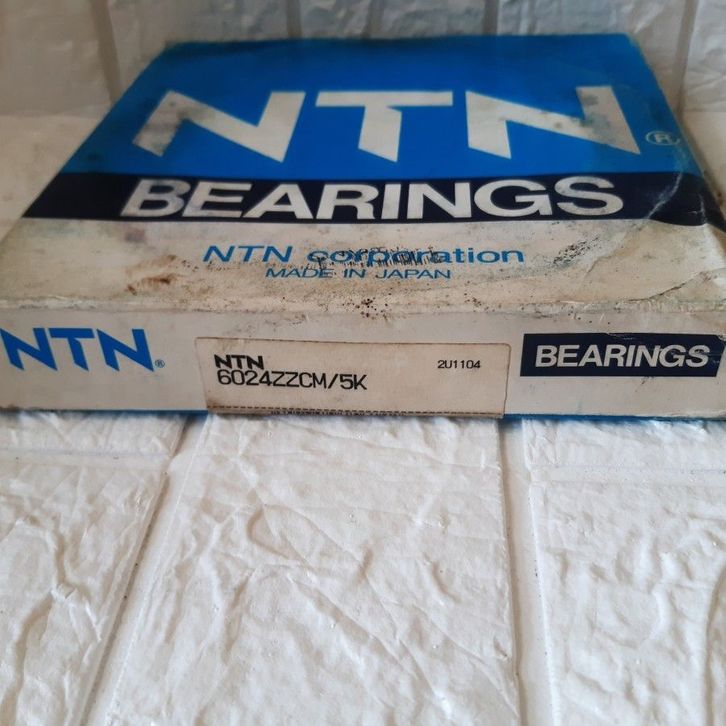 NTN®
BEARINGS
NTN corporation
MADE IN JAPAN
NTN®
NTN 2U1104
6024ZZCM/5K
BEARINGS